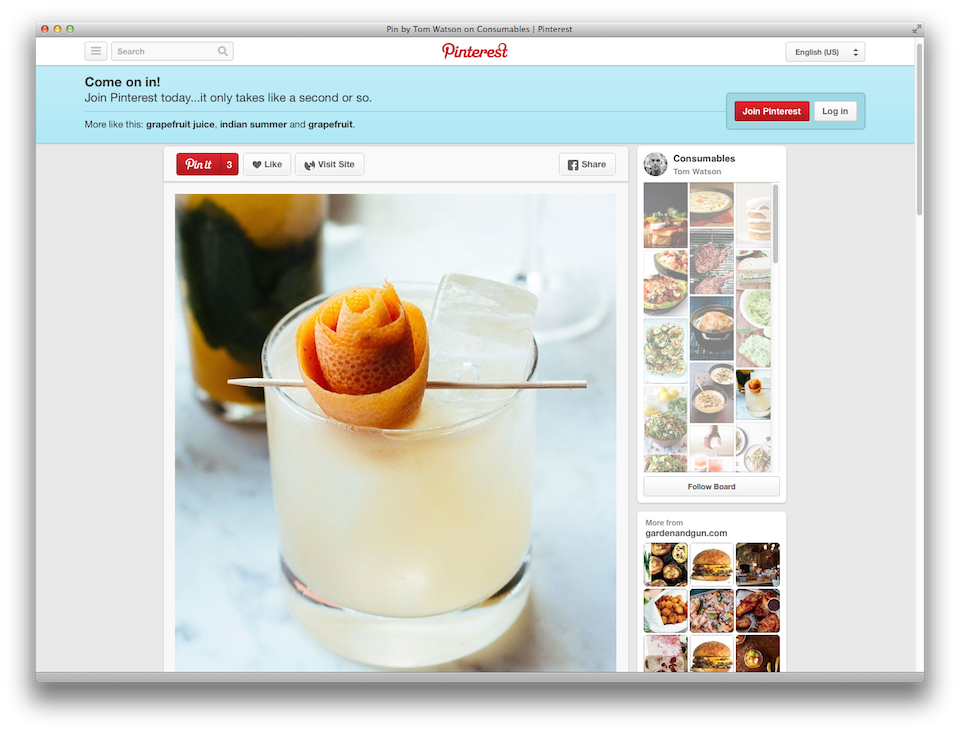 Pin by Tom Watson on Consumables | Pinterest
Search
Pinterest
English (US)
Come on in!
Join Pinterest today...it only takes like a second or so.
More like this: grapefruit juice, indian summer and grapefruit.
Join Pinterest
Log in
Pin it 3
Like
Visit Site
Share
Consumables
Tom Watson
Follow Board
More from
gardenandgun.com